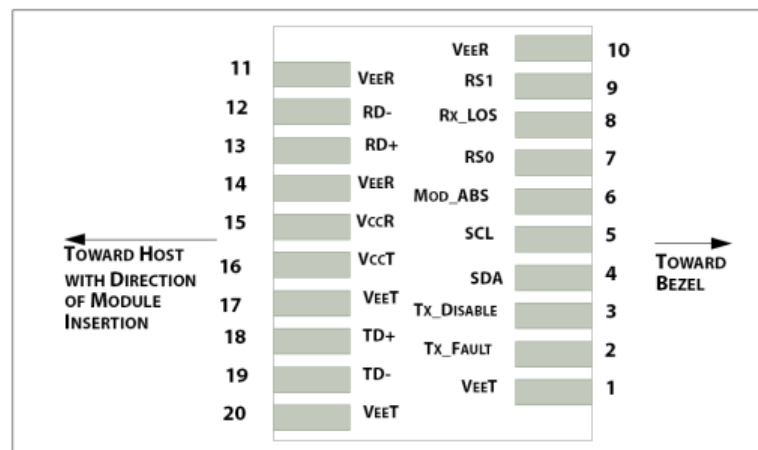 11
12
13
14
15
16
17
18
19
20
VEER
RD-
RD+
VEER
VCCR
VCCT
VEET
TD+
TD-
VEET
VEER
RS1
RX_LOS
RS0
MOD_ABS
SCL
SDA
TX_DISABLE
TX_FAULT
VEET
10
9
8
7
6
5
4
3
2
1
TOWARD HOST
WITH DIRECTION
OF MODULE
INSERTION
TOWARD
BEZEL